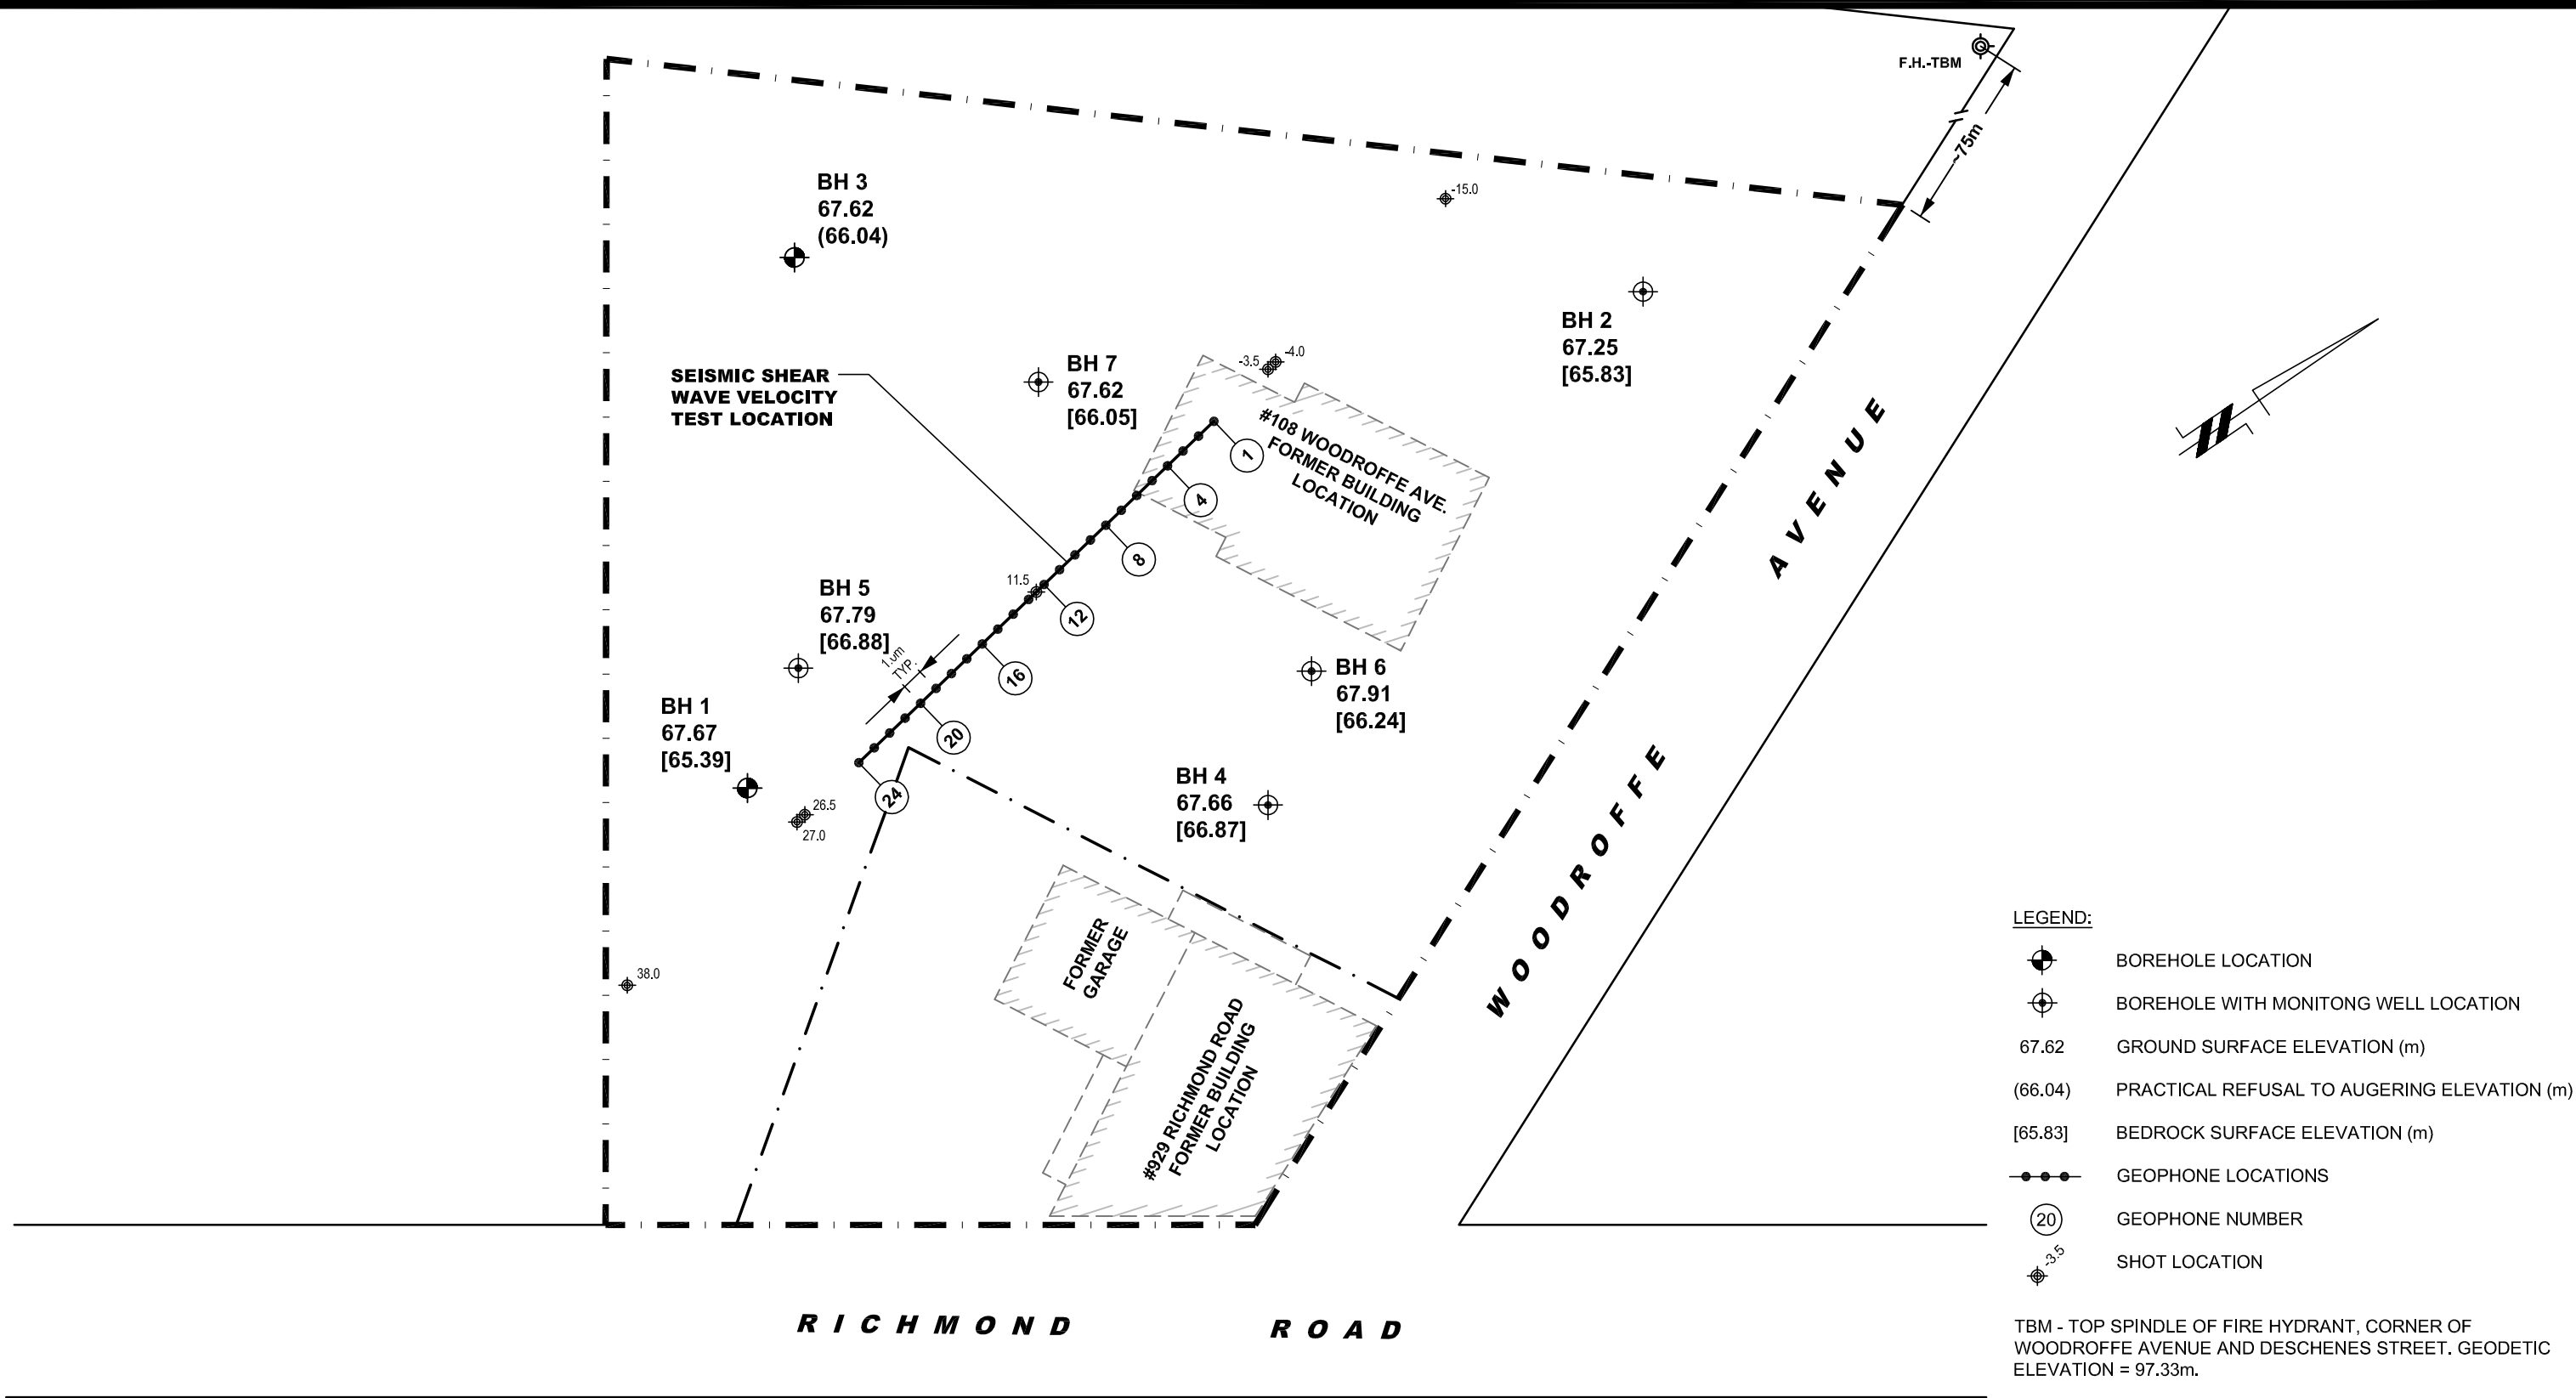 F.H.-TBM
~75m
BH 3
67.62
(66.04)
-15.0
BH 2
67.25
[65.83]
SEISMIC SHEAR
WAVE VELOCITY
TEST LOCATION
BH 7
67.62
[66.05]
-3.5
-4.0
#108 WOODROFFE AVE.
FORMER BUILDING
LOCATION
1
4
8
11.5
12
16
20
24
BH 5
67.79
[66.88]
TYP.
BH 1
67.67
[65.39]
26.5
27.0
BH 6
67.91
[66.24]
BH 4
67.66
[66.87]
38.0
FORMER
GARAGE
#929 RICHMOND ROAD
FORMER BUILDING
LOCATION
WOODROFFE AVENUE
RICHMOND ROAD
LEGEND:
BOREHOLE LOCATION
BOREHOLE WITH MONITONG WELL LOCATION
67.62 GROUND SURFACE ELEVATION (m)
(66.04) PRACTICAL REFUSAL TO AUGERING ELEVATION (m)
[65.83] BEDROCK SURFACE ELEVATION (m)
GEOPHONE LOCATIONS
20 GEOPHONE NUMBER
-3.5 SHOT LOCATION
TBM - TOP SPINDLE OF FIRE HYDRANT, CORNER OF
WOODROFFE AVENUE AND DESCHENES STREET. GEODETIC
ELEVATION = 97.33m.